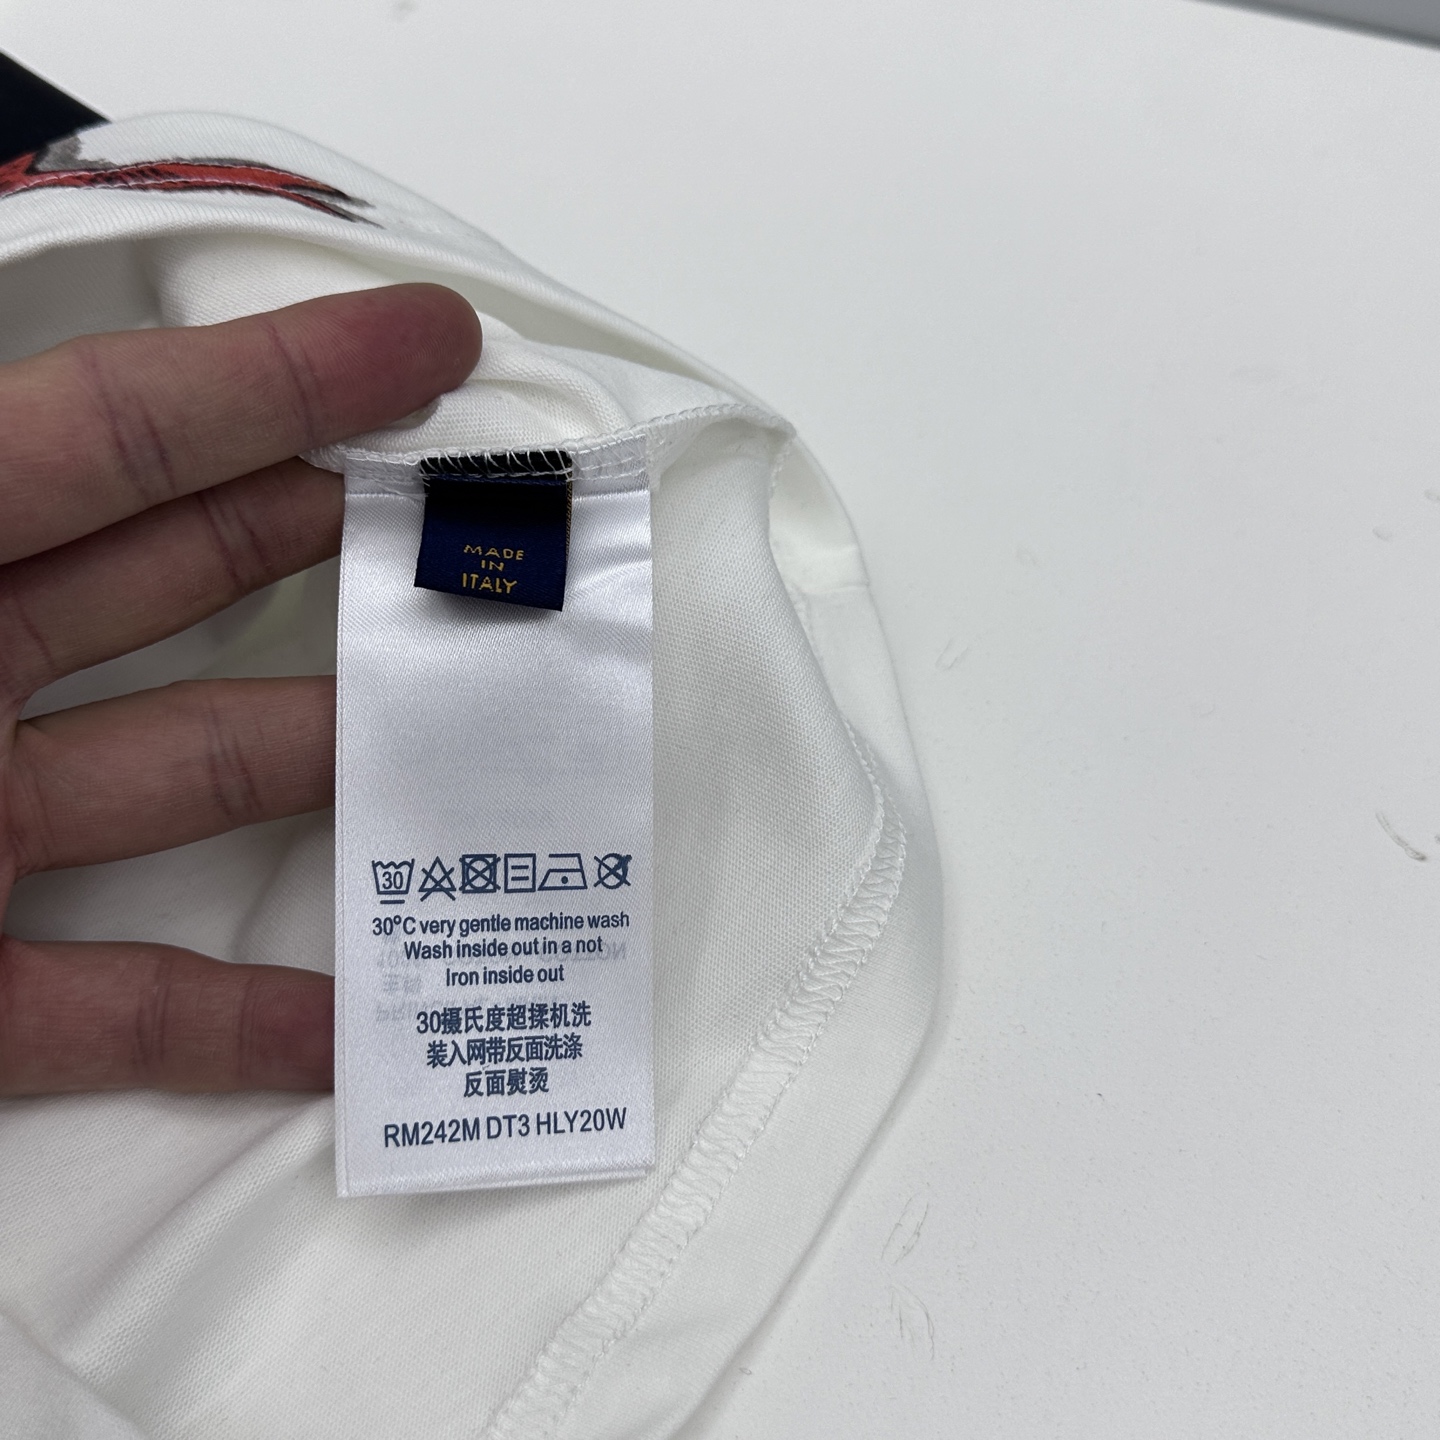 MADE
IN
ITALY
30
30°C very gentle machine wash
Wash inside out in a not
Iron inside out
30摄氏度超揉机洗
装入网带反面洗涤
反面熨烫
RM242M DT3 HLY20W